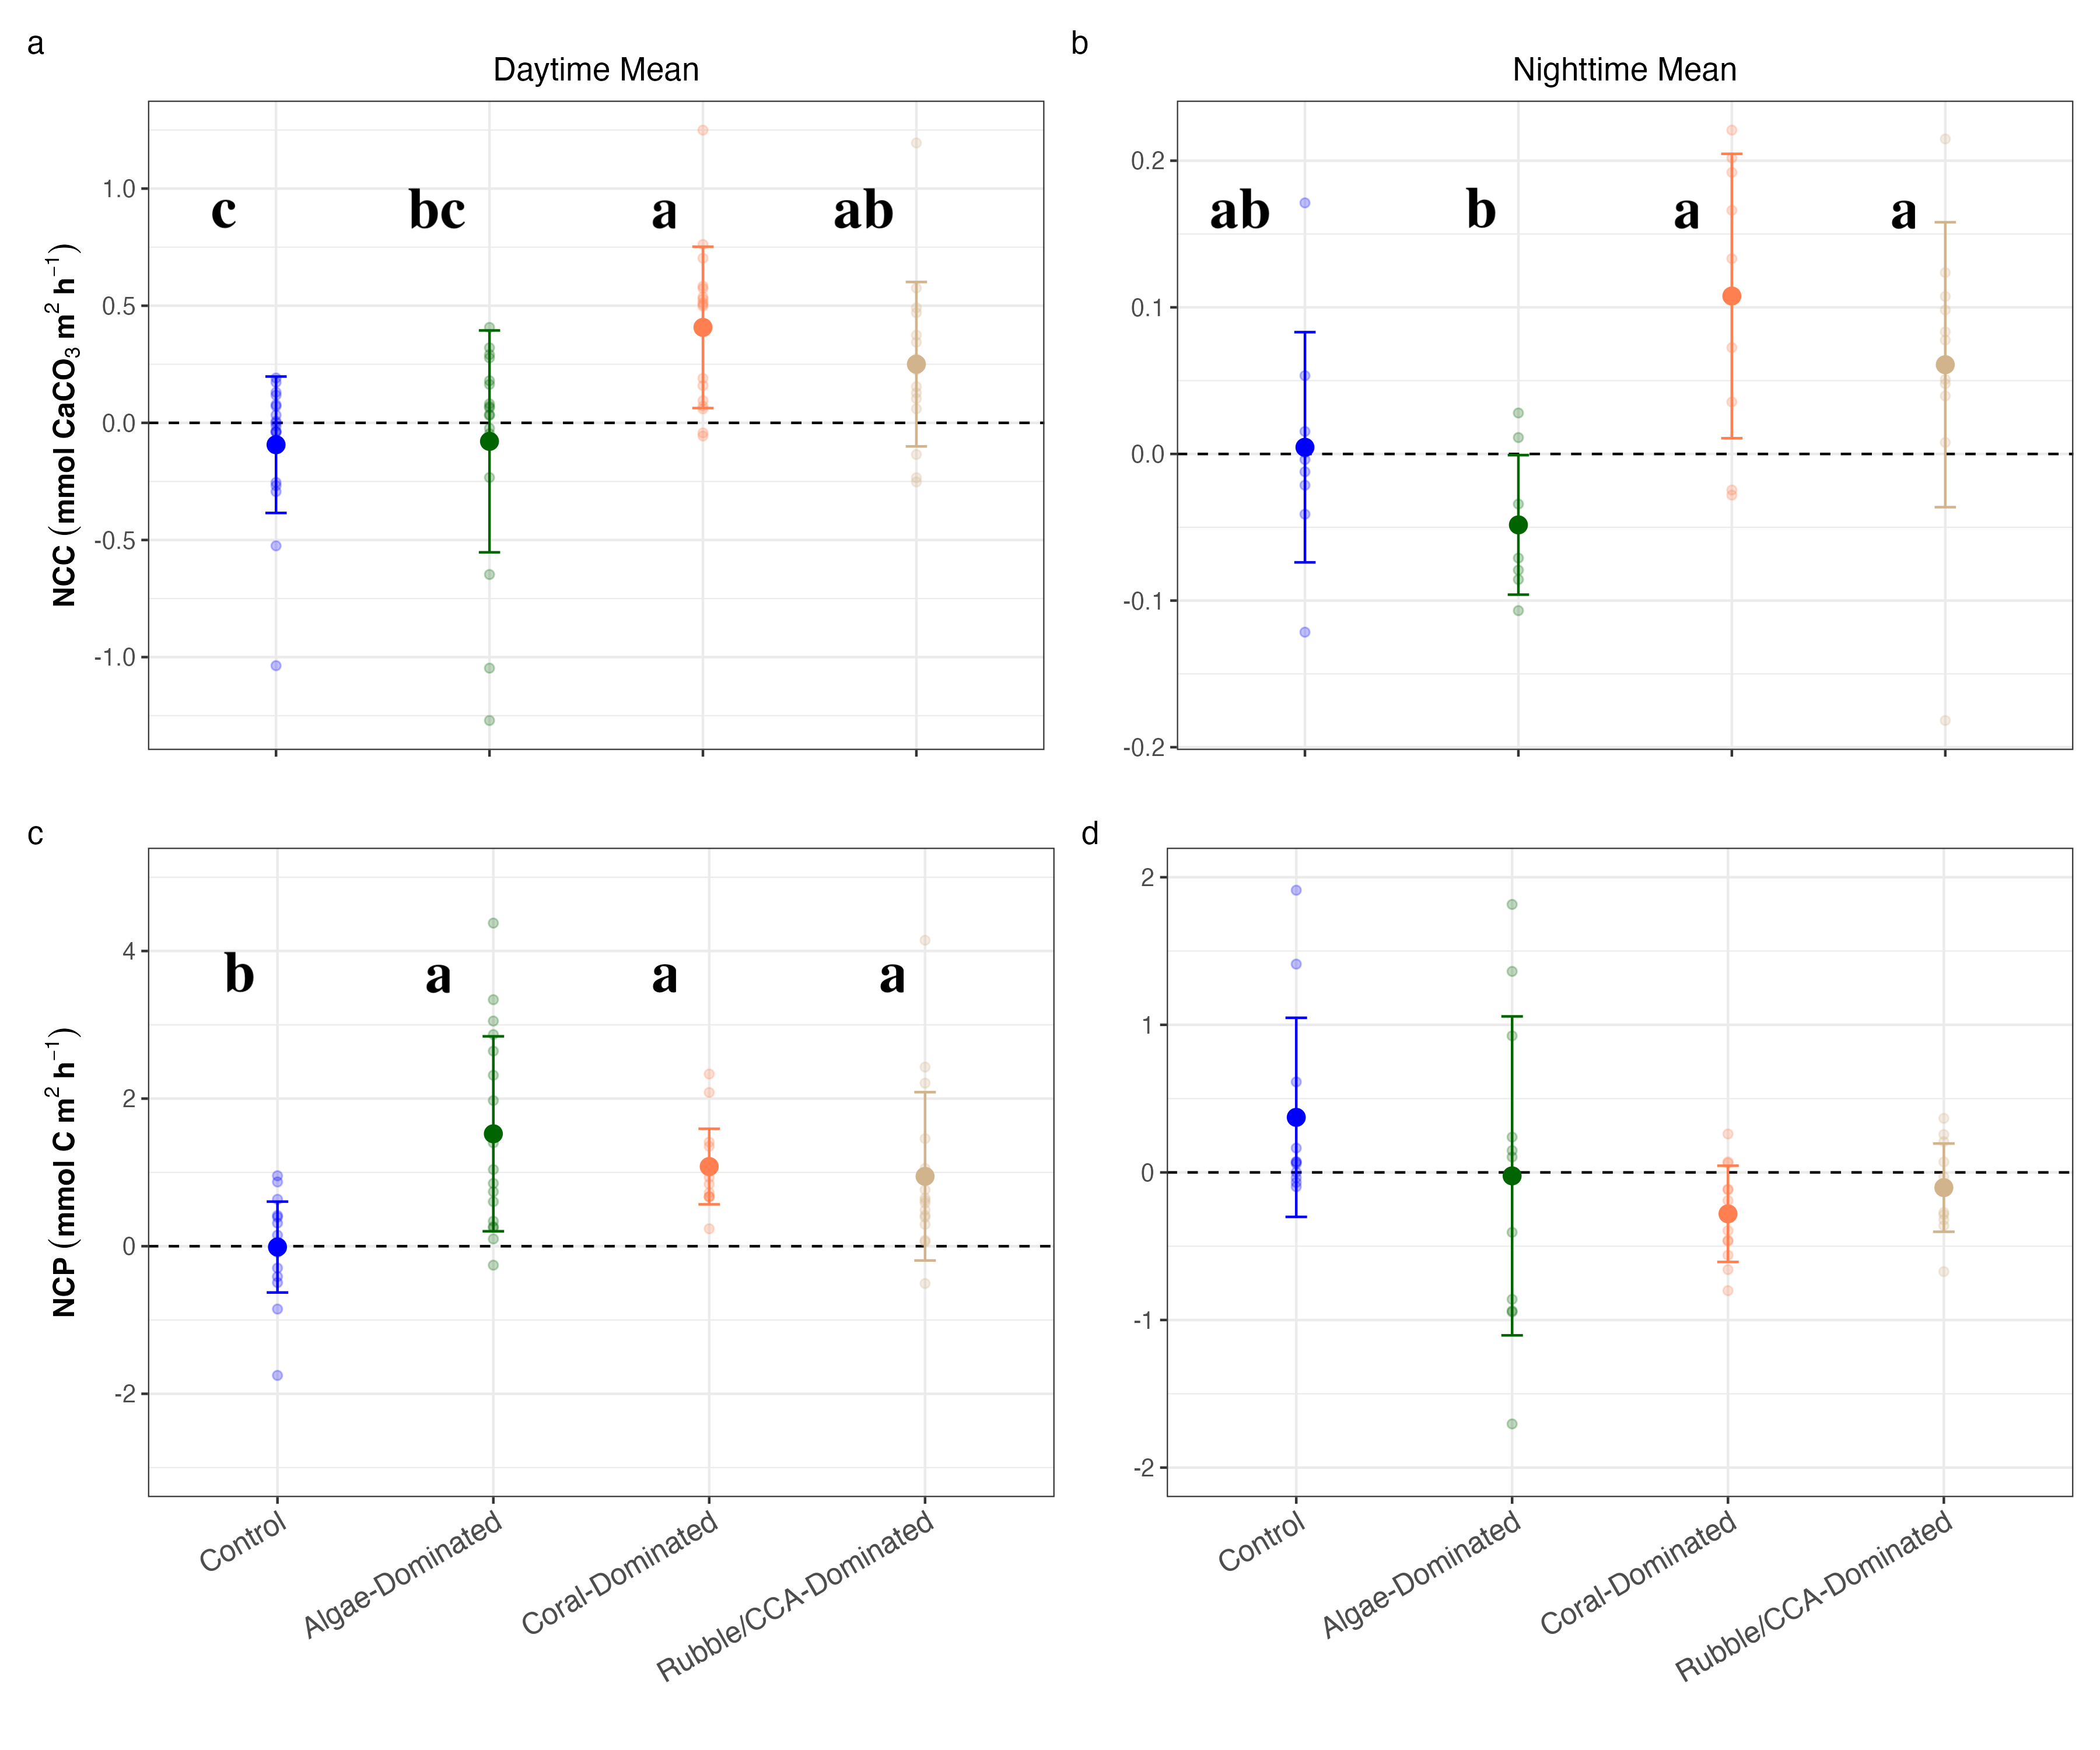 a
Daytime Mean
b
Nighttime Mean
NCC (mmol CaCO₃ m² h⁻¹)
1.0
0.5
0.0
-0.5
-1.0
c bc a ab
0.2
0.1
0.0
-0.1
-0.2
ab b a a
c
d
NCP (mmol C m² h⁻¹)
4
2
0
-2
b a a a
2
1
0
-1
-2
Control
Algae-Dominated
Coral-Dominated
Rubble/CCA-Dominated
Control
Algae-Dominated
Coral-Dominated
Rubble/CCA-Dominated